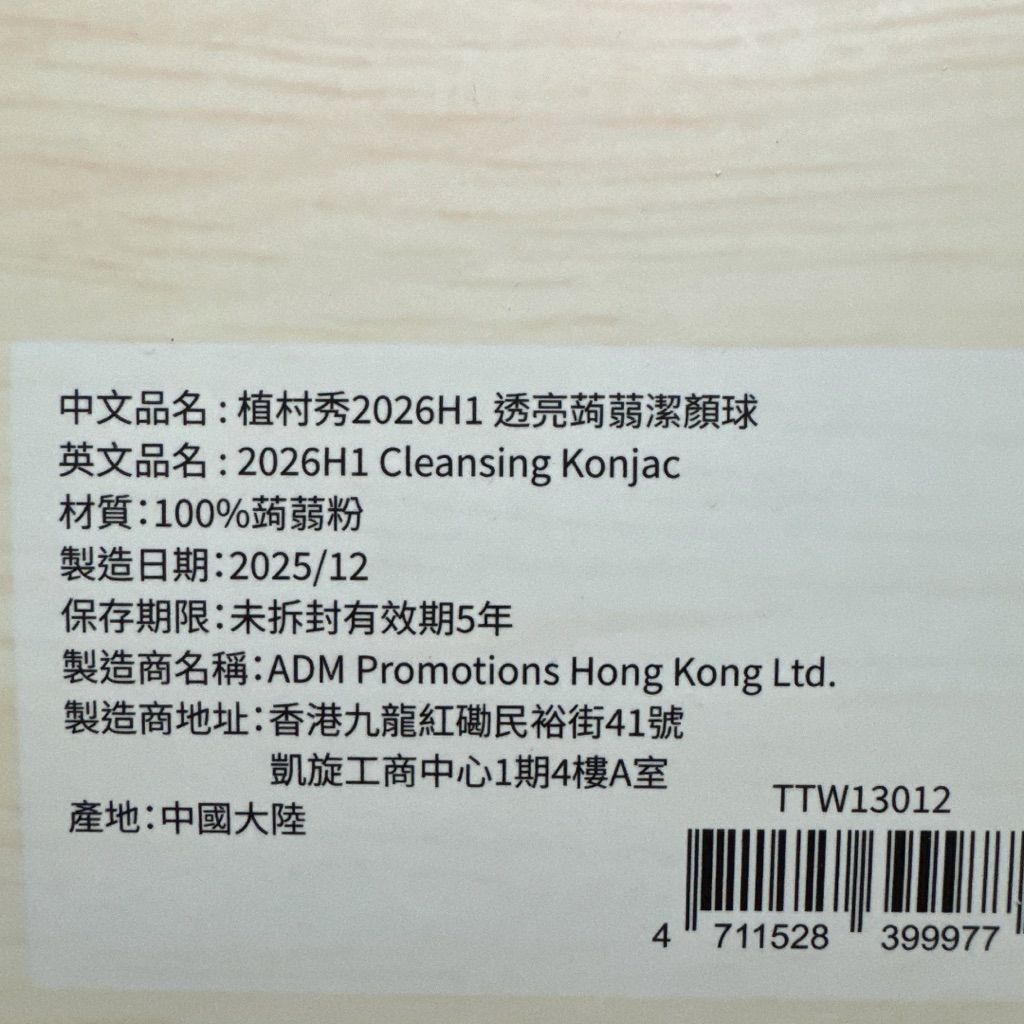 中文品名 : 植村秀2026H1 透亮蒟蒻潔顏球
英文品名 : 2026H1 Cleansing Konjac
材質：100%蒟蒻粉
製造日期：2025/12
保存期限：未拆封有效期5年
製造商名稱：ADM Promotions Hong Kong Ltd.
製造商地址：香港九龍紅磡民裕街41號
凱旋工商中心1期4樓A室
產地：中國大陸
TTW13012
4 711528 399977